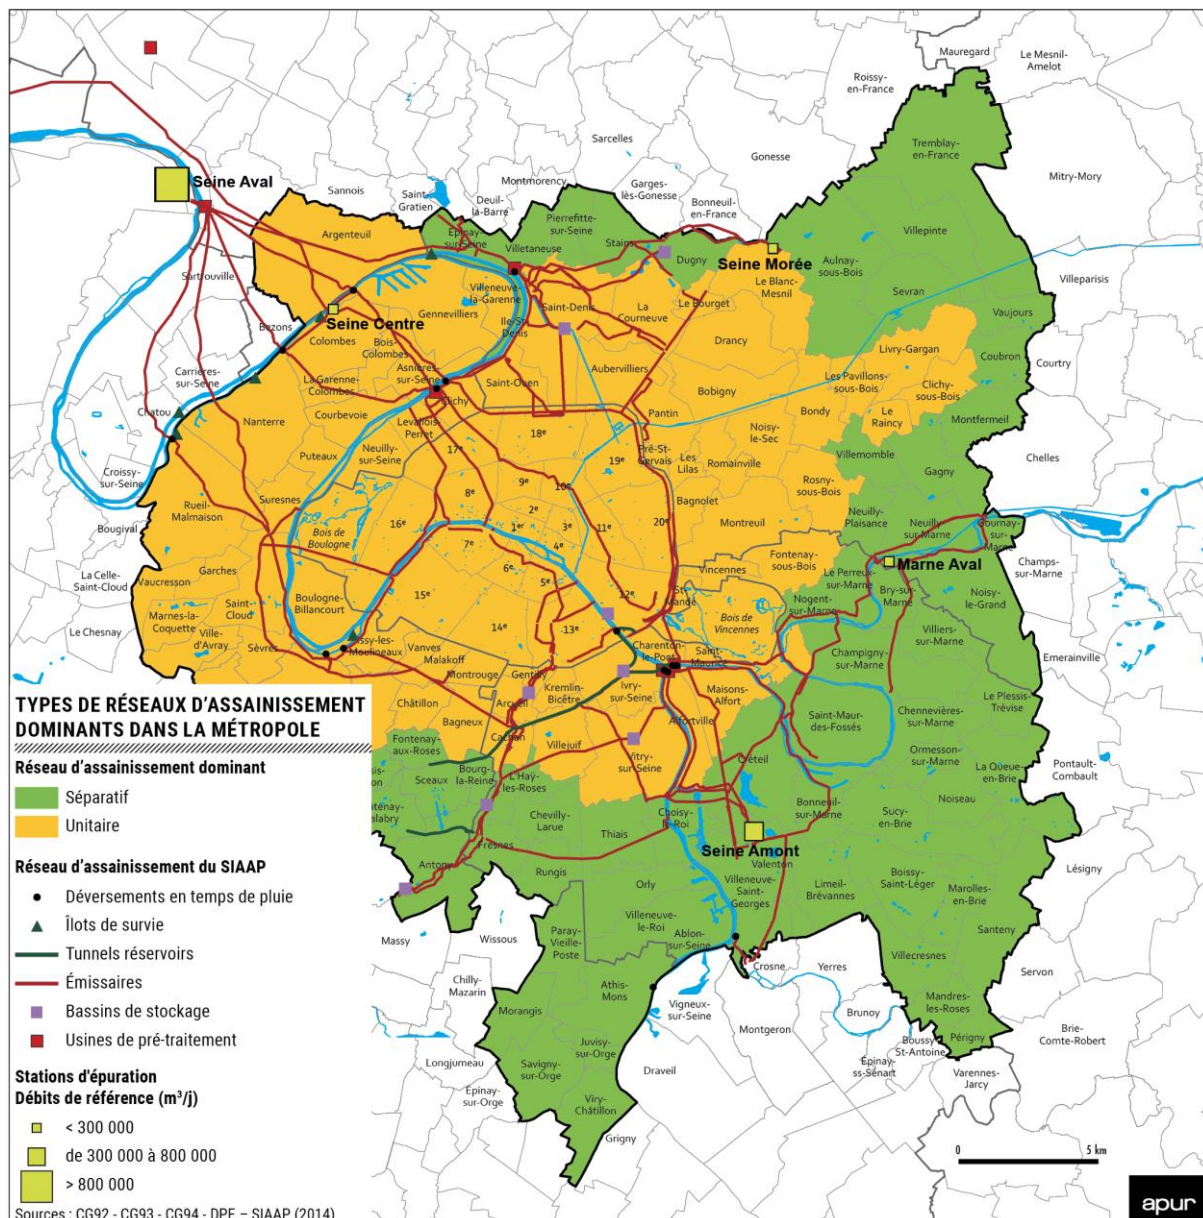 Mauregard
Le Mesnil-
Amelot
Roissy-
en-France
Sarcelles
Gonesse
Tremblay-
en-France
Mitry-Mory
Montmorency
Garges-
lès-Gonesse
Bonneuil-
en-France
Sannois
Saint-
Gratien
Deuil-
la-Barre
Seine Aval
Argenteuil
Epinay-
sur-Seine
Villetaneuse
Pierrefitte-
sur-Seine
Stains
Dugny
Seine Morée
Le Blanc-
Mesnil
Villepinte
Aulnay-
sous-Bois
Sevran
Villeparisis
Vaujours
Sartrouville
Bezons
Seine Centre
Colombes
Gennevilliers
Villeneuve-
la-Garenne
Ile-St-
Denis
Saint-Denis
La
Courneuve
Le Bourget
Drancy
Livry-Gargan
Coubron
Courtry
Carrières-
sur-Seine
Bois-
Colombes
Asnières-
sur-Seine
Saint-Ouen
Aubervilliers
Bobigny
Les Pavillons-
sous-Bois
Clichy-
sous-Bois
La Garenne-
Colombes
Courbevoie
Clichy
Levallois-
Perret
Pantin
Bondy
Le
Raincy
Montfermeil
Chatou
Nanterre
Puteaux
Neuilly-
sur-Seine
17e
18e
19e
Pré-St-
Gervais
Les
Lilas
Noisy-
le-Sec
Romainville
Villemomble
Gagny
Chelles
Croissy-
sur-Seine
Bougival
Rueil-
Malmaison
Suresnes
Bois de
Boulogne
16e
8e
9e
10e
2e
1er
3e
11e
20e
4e
7e
6e
5e
Bagnolet
Montreuil
Rosny-
sous-Bois
Neuilly-
Plaisance
Neuilly-
sur-Marne
Gournay-
sur-
Marne
Champs-
sur-Marne
La Celle-
Saint-Cloud
Vaucresson
Garches
Vincennes
Fontenay-
sous-Bois
Le Perreux-
sur-Marne
Marne Aval
Bry-sur-
Marne
Noisy-
le-Grand
Le Chesnay
Marnes-la-
Coquette
Saint-
Cloud
Ville-
d'Avray
Sèvres
Boulogne-
Billancourt
15e
14e
13e
12e
St-
Mandé
Bois de
Vincennes
Nogent-
sur-Marne
Champigny-
sur-Marne
Villiers-
sur-Marne
Emerainville
Issy-les-
Moulineaux
Vanves
Malakoff
Montrouge
Gentilly
Kremlin-
Bicêtre
Ivry-
sur-Seine
Charenton-
le-Pont
Saint-
Maurice
Maisons-
Alfort
Saint-Maur-
des-Fossés
Chennevières-
sur-Marne
Le Plessis-
Trévise
Châtillon
Bagneux
Arcueil
Cachan
Villejuif
Vitry-
sur-Seine
Alfortville
Créteil
Ormesson-
sur-Marne
La Queue-
en-Brie
Pontault-
Combault
Fontenay-
aux-Roses
Sceaux
Bourg-
la-Reine
L'Haÿ-
les-Roses
Chevilly-
Larue
Thiais
Choisy-
le-Roi
Bonneuil-
sur-Marne
Sucy-
en-Brie
Noiseau
Fresnes
Antony
Rungis
Orly
Seine Amont
Valenton
Villeneuve-
Saint-
Georges
Limeil-
Brévannes
Boissy-
Saint-Léger
Marolles-
en-Brie
Lésigny
Massy
Wissous
Paray-
Vieille-
Poste
Villeneuve-
le-Roi
Ablon-
sur-Seine
Crosne
Yerres
Villecresnes
Santeny
Servon
Chilly-
Mazarin
Athis-
Mons
Vigneux-
sur-Seine
Montgeron
Brunoy
Mandres-
les-Roses
Périgny
Brie-
Comte-Robert
Morangis
Juvisy-
sur-Orge
Draveil
Epinay-
ss-Sénart
Boussy-
St-Antoine
Varennes-
Jarcy
Longjumeau
Epinay-
sur-Orge
Savigny-
sur-Orge
Viry-
Châtillon
Grigny
TYPES DE RÉSEAUX D'ASSAINISSEMENT
DOMINANTS DANS LA MÉTROPOLE
Réseau d'assainissement dominant
Séparatif
Unitaire
Réseau d'assainissement du SIAAP
Déversements en temps de pluie
Îlots de survie
Tunnels réservoirs
Émissaires
Bassins de stockage
Usines de pré-traitement
Stations d'épuration
Débits de référence (m³/j)
< 300 000
de 300 000 à 800 000
> 800 000
Sources : CG92 - CG93 - CG94 - DPE – SIAAP (2014)
0 5 km
apur